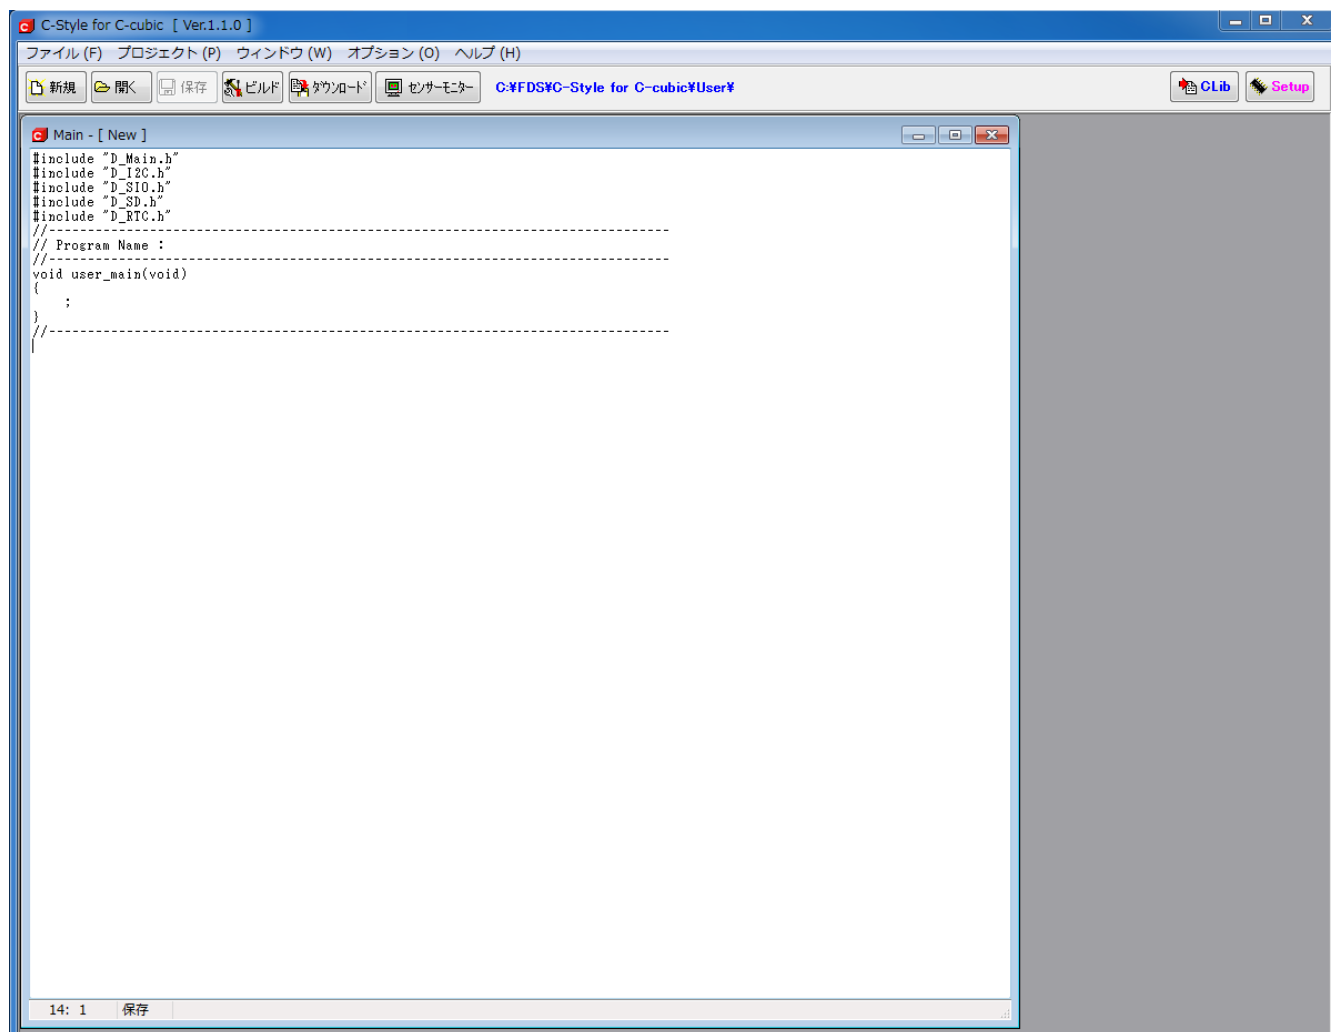 C-Style for C-cubic [ Ver.1.1.0 ]
ファイル (F) プロジェクト (P) ウィンドウ (W) オプション (O) ヘルプ (H)
新規 開く 保存 ビルド ﾀﾞｳﾝﾛｰﾄﾞ ｾﾝｻｰﾓﾆﾀｰ C:¥FDS¥C-Style for C-cubic¥User¥ CLib Setup
Main - [ New ]
#include "D_Main.h"
#include "D_I2C.h"
#include "D_SIO.h"
#include "D_SD.h"
#include "D_RTC.h"
//--------------------------------------------------------------------------------
// Program Name :
//--------------------------------------------------------------------------------
void user_main(void)
{
    ;
}
//--------------------------------------------------------------------------------
14: 1 保存